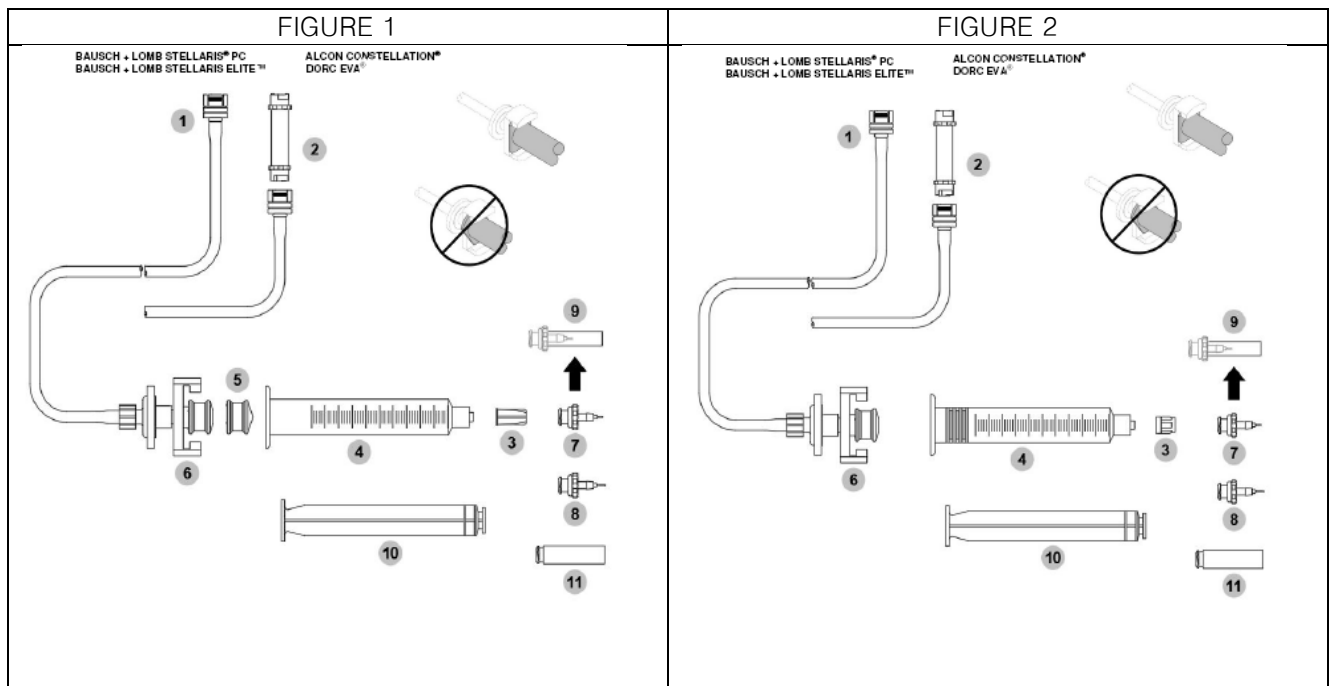 FIGURE 1
BAUSCH + LOMB STELLARIS® PC
BAUSCH + LOMB STELLARIS ELITE™
ALCON CONSTELLATION®
DORC EVA®
1
2
9
5
7
3
4
6
8
10
11
FIGURE 2
BAUSCH + LOMB STELLARIS® PC
BAUSCH + LOMB STELLARIS ELITE™
ALCON CONSTELLATION®
DORC EVA®
1
2
9
7
3
4
6
8
10
11